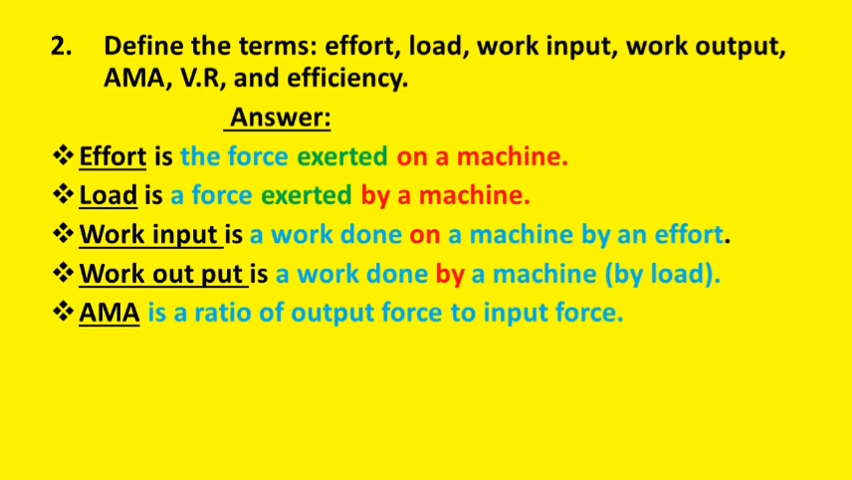 2. Define the terms: effort, load, work input, work output,
AMA, V.R, and efficiency.
Answer:
❖ Effort is the force exerted on a machine.
❖ Load is a force exerted by a machine.
❖ Work input is a work done on a machine by an effort.
❖ Work out put is a work done by a machine (by load).
❖ AMA is a ratio of output force to input force.